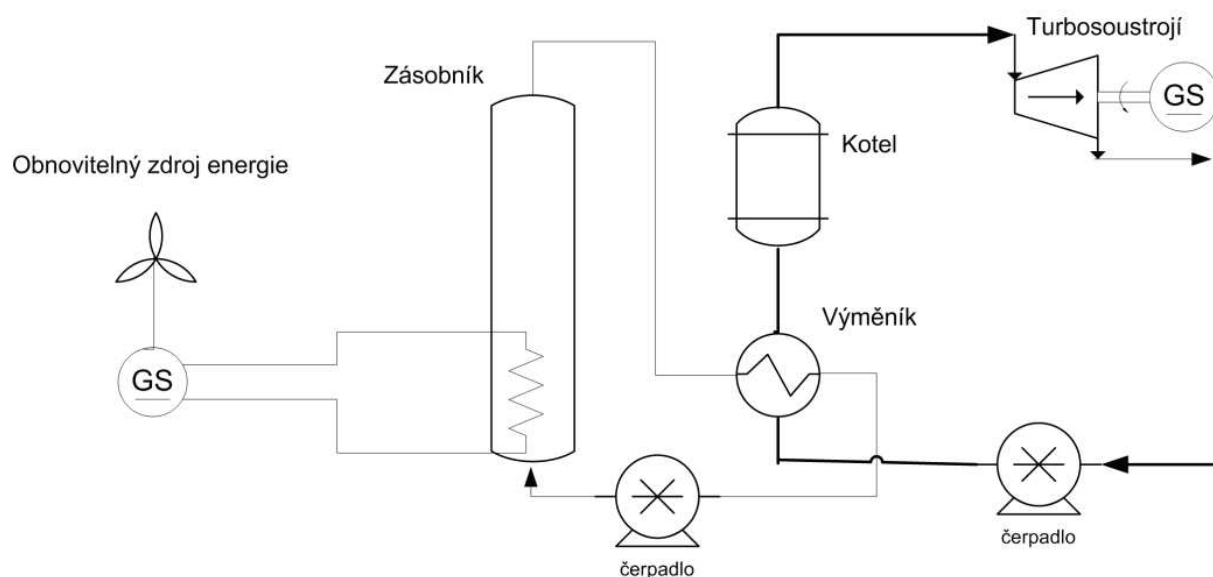 Turbosoustrojí
Zásobník
GS
Kotel
Obnovitelný zdroj energie
Výměník
GS
čerpadlo
čerpadlo